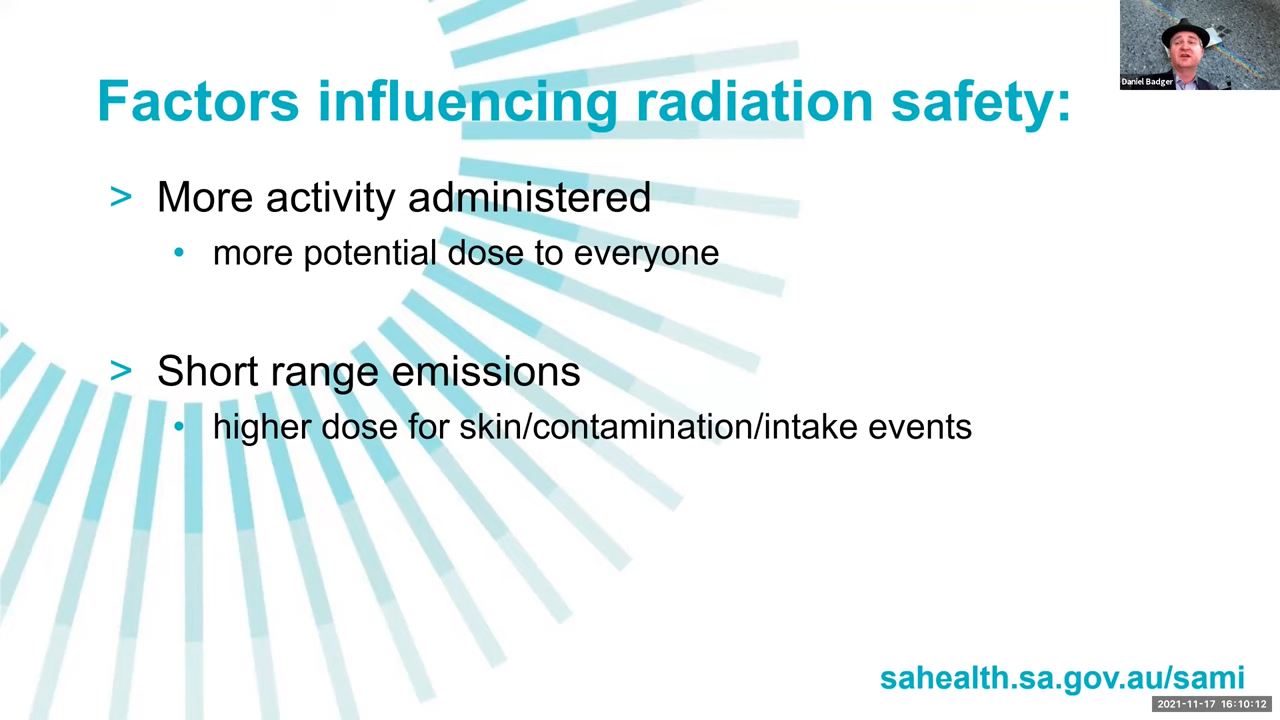 Factors influencing radiation safety:
Daniel Badger
> More activity administered
• more potential dose to everyone
> Short range emissions
• higher dose for skin/contamination/intake events
sahealth.sa.gov.au/sami
2021-11-17 16:10:12